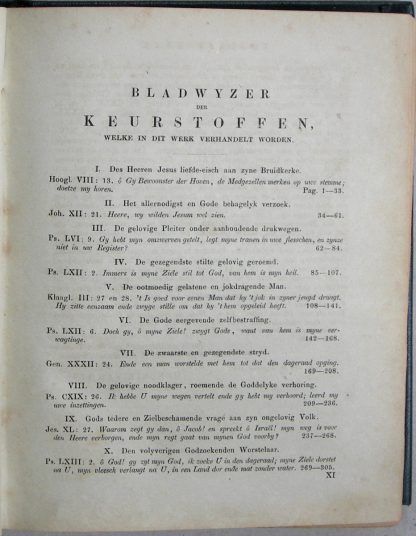 BLADWYZER
DER
KEURSTOFFEN,
WELKE IN DIT WERK VERHANDELT WORDEN.
I. Des Heeren Jesus liefde-eisch aan zyne Bruidkerke.
Hoogl. VIII: 13. ô Gy Bewoonster der Hoven, de Medgezellen merken op uwe stemme;
doetze my horen. Pag. 1—33.
II. Het allernodigst en Gode behagelyk verzoek.
Joh. XII: 21. Heere, wy wilden Jesum wel zien. 34—61.
III. De gelovige Pleiter onder aanhoudende drukwegen.
Ps. LVI: 9. Gy hebt myn omzwerven getelt, legt myne tranen in uwe flesschen, en zynze
niet in uw Register? 62—84.
IV. De gezegendste stilte gelovig geroemd.
Ps. LXII: 2. Immers is myne Ziele stil tot God, van hem is myn heil. 85—107.
V. De ootmoedig gelatene en jokdragende Man.
Klaagl. III: 27 en 28. 't Is goed voor eenen Man dat hy 't jok in zyner jeugd draagt.
Hy zitte eenzaam ende zwyge stille om dat hy 't hem opgeleid heeft. 108—141.
VI. De Gode eergevende zelfbestraffing.
Ps. LXII: 6. Doch gy, ô myne Ziele! zwygt Gode, want van hem is myne ver-
wagtinge. 142—168.
VII. De zwaarste en gezegendste stryd.
Gen. XXXII: 24. Ende een man worstelde met hem tot dat den dageraad opging.
169—208.
VIII. De gelovige noodklager, roemende de Goddelyke verhoring.
Ps. CXIX: 26. Ik hebbe U myne wegen vertelt ende gy hebt my verhoord; leerd my
uwe inzettingen. 209—236.
IX. Gods tédere en Zielbeschamende vrage aan zyn ongelovig Volk.
Jes. XL: 27. Waarom zegt gy dan, ô Jacob! en spreekt ô Israël! myn weg is voor
den Heere verborgen, ende myn regt gaat van mynen God voorby? 237—268.
X. Den volyverigen Godzoekenden Worstelaar.
Ps. LXIII: 2. ô God! gy zyt myn God, ik zoeke U in den dageraad; myne Ziele dorstet
na U, myn vleesch verlangt na U, in een Land dor ende mat zonder water. 269—305.
XI